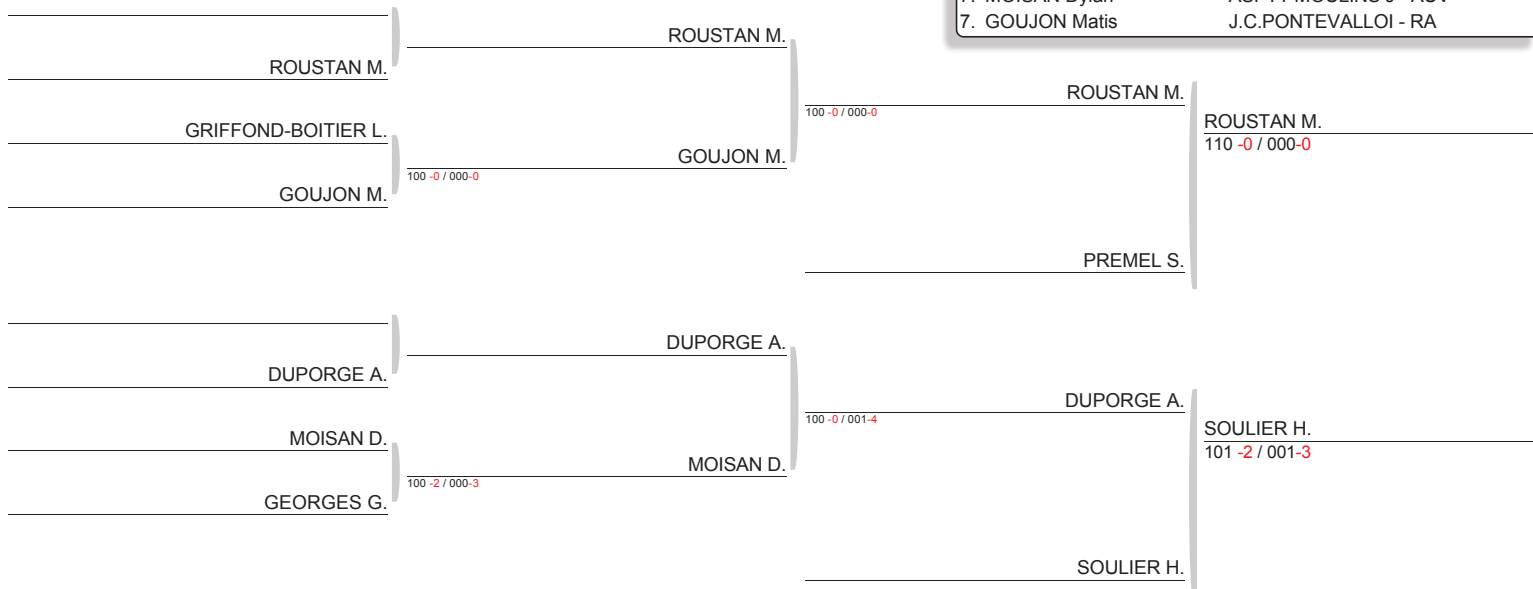 7. GOUJON Matis J.C.PONTEVALLOI - RA
ROUSTAN M.
ROUSTAN M.
GRIFFOND-BOITIER L.
GOUJON M.
100 -0 / 000-0
GOUJON M.
ROUSTAN M.
100 -0 / 000-0
ROUSTAN M.
110 -0 / 000-0
PREMEL S.
DUPORGE A.
DUPORGE A.
MOISAN D.
MOISAN D.
100 -2 / 000-3
GEORGES G.
DUPORGE A.
100 -0 / 001-4
SOULIER H.
101 -2 / 001-3
SOULIER H.